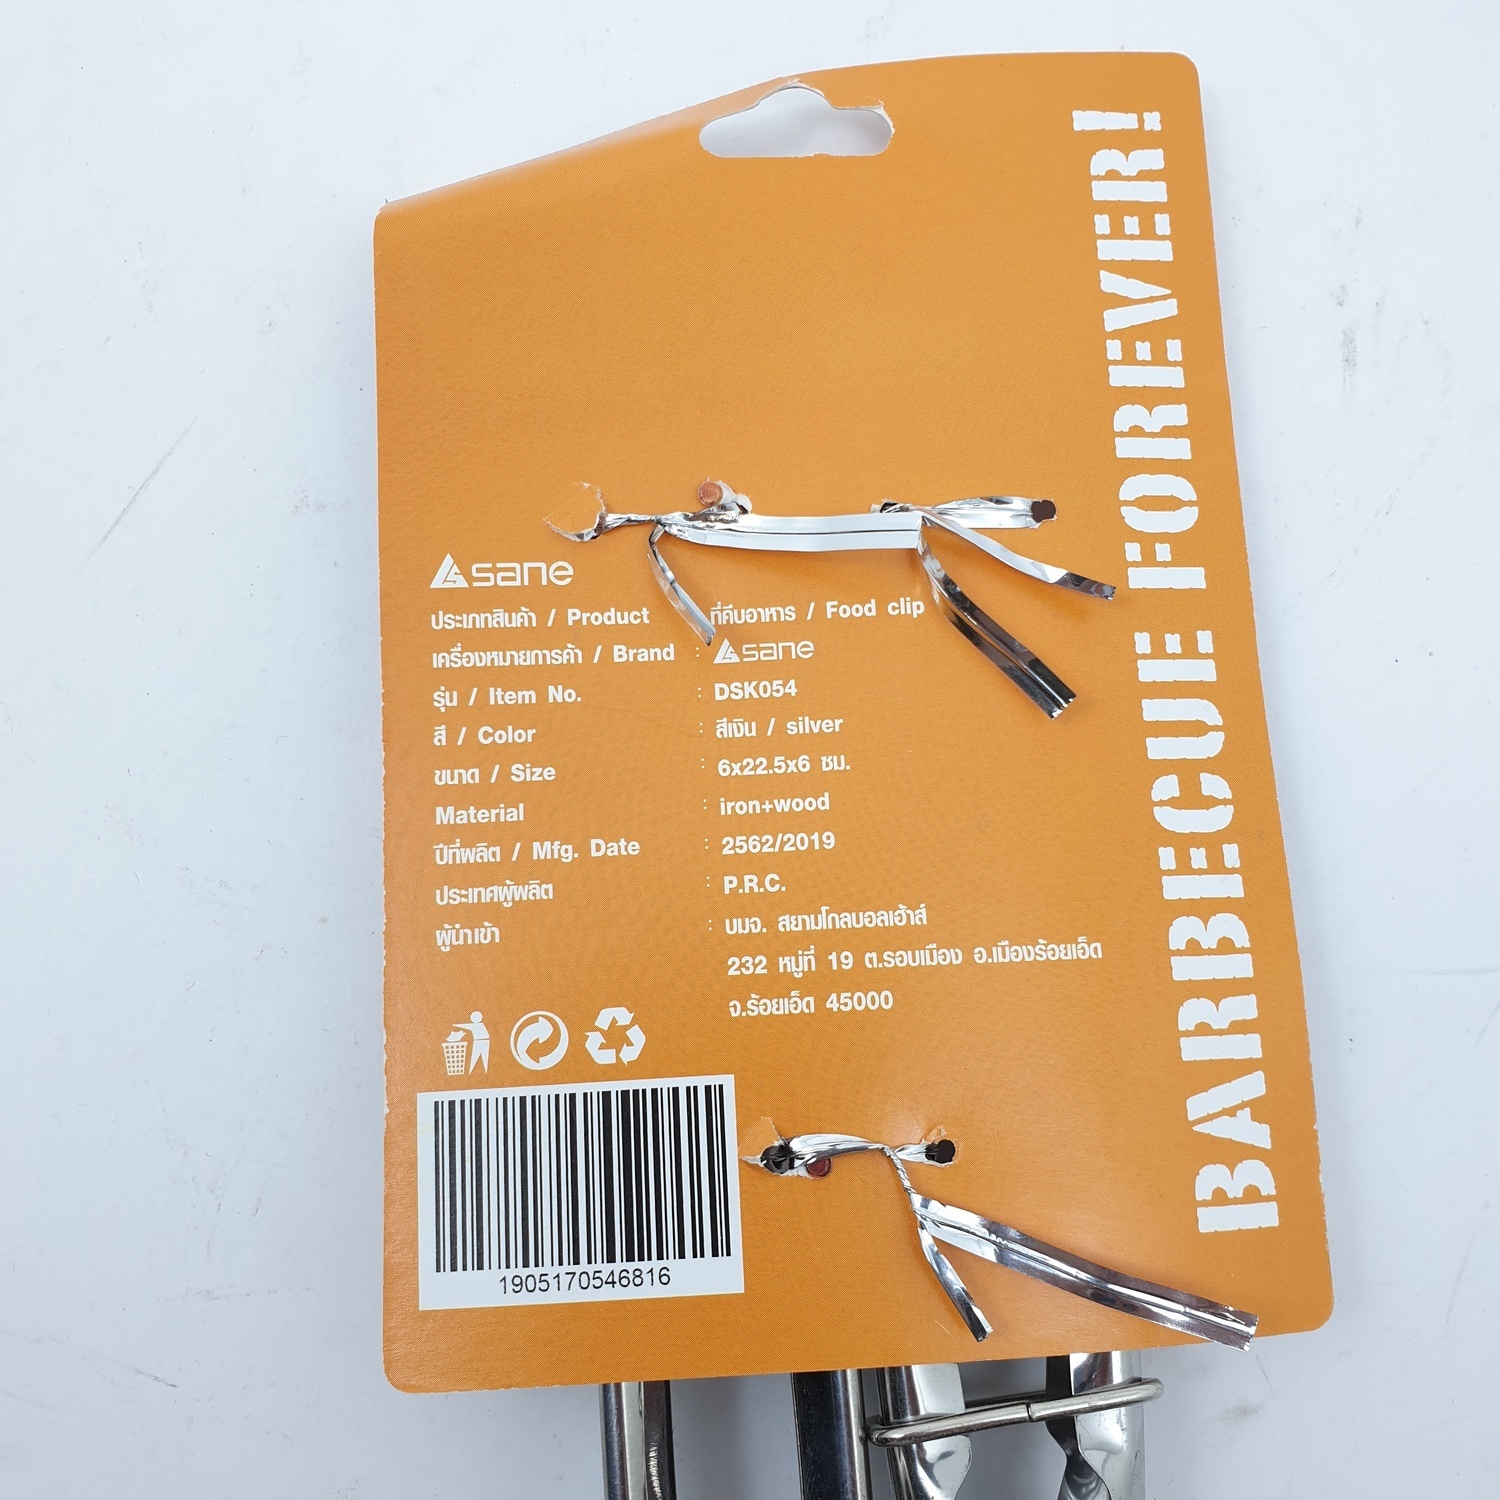 sane
ประเภทสินค้า / Product ที่คีบอาหาร / Food clip
เครื่องหมายการค้า / Brand : sane
รุ่น / Item No. : DSK054
สี / Color : สีเงิน / silver
ขนาด / Size : 6x22.5x6 ซม.
Material : iron+wood
ปีที่ผลิต / Mfg. Date : 2562/2019
ประเทศผู้ผลิต : P.R.C.
ผู้นำเข้า : บมจ. สยามโกลบอลเฮ้าส์
232 หมู่ที่ 19 ต.รอบเมือง อ.เมืองร้อยเอ็ด
จ.ร้อยเอ็ด 45000
1905170546816
BARBECUE FOREVER!